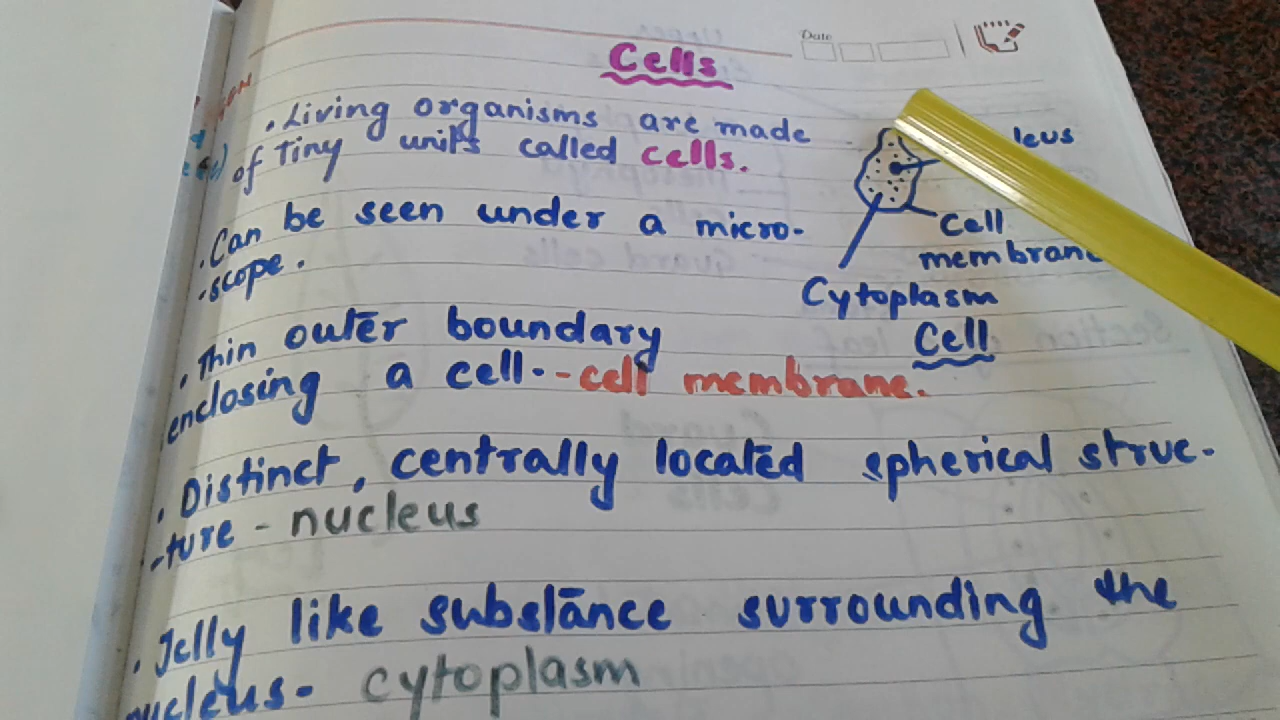 Date
Cells
. Living organisms are made
of tiny units called cells.
. Can be seen under a micro-
-scope.
leus
Cell
membrane
Cytoplasm
Cell
. Thin outer boundary
enclosing a cell. - cell membrane.
. Distinct, centrally located spherical struc-
-ture - nucleus
. Jelly like substance surrounding the
nucleus - cytoplasm